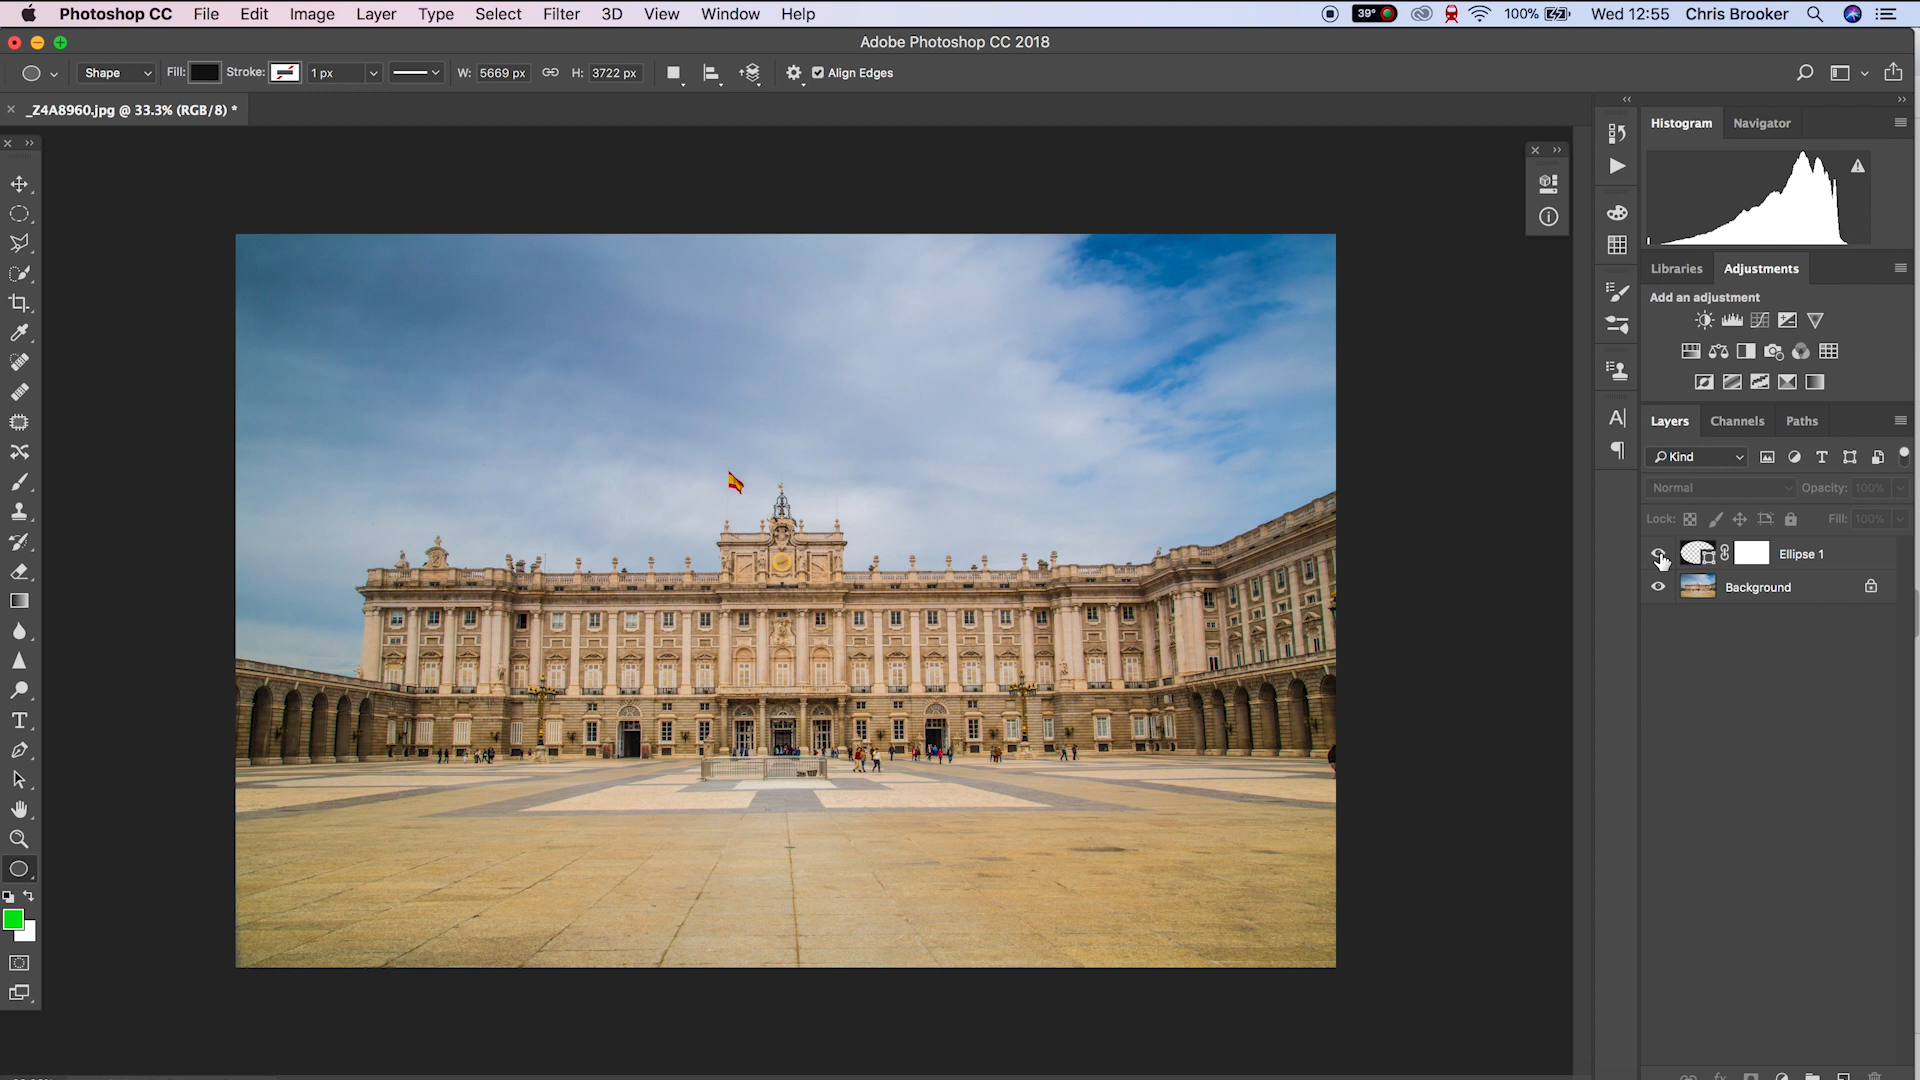 Photoshop CC File Edit Image Layer Type Select Filter 3D View Window Help 39° 100% Wed 12:55 Chris Brooker
Adobe Photoshop CC 2018
Shape Fill: Stroke: 1 px W: 5669 px H: 3722 px Align Edges
_Z4A8960.jpg @ 33.3% (RGB/8) *
Histogram Navigator
Libraries Adjustments
Add an adjustment
Layers Channels Paths
Kind
Normal Opacity: 100%
Lock: Fill: 100%
Ellipse 1
Background